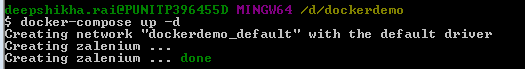 deepshikha.rai@PUNITP396455D MINGW64 /d/dockerdemo
$ docker-compose up -d
Creating network "dockerdemo_default" with the default driver
Creating zalenium ...
Creating zalenium ... done